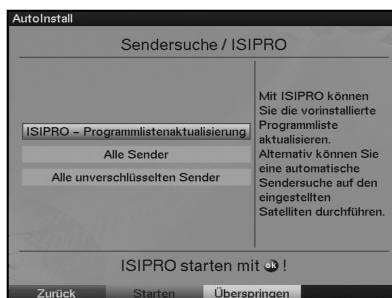 AutoInstall
Sendersuche / ISIPRO
ISIPRO – Programmlistenaktualisierung
Alle Sender
Alle unverschlüsselten Sender
Mit ISIPRO können
Sie die vorinstallierte
Programmliste
aktualisieren.
Alternativ können Sie
eine automatische
Sendersuche auf den
eingestellten
Satelliten durchführen.
ISIPRO starten mit ok !
Zurück Starten Überspringen